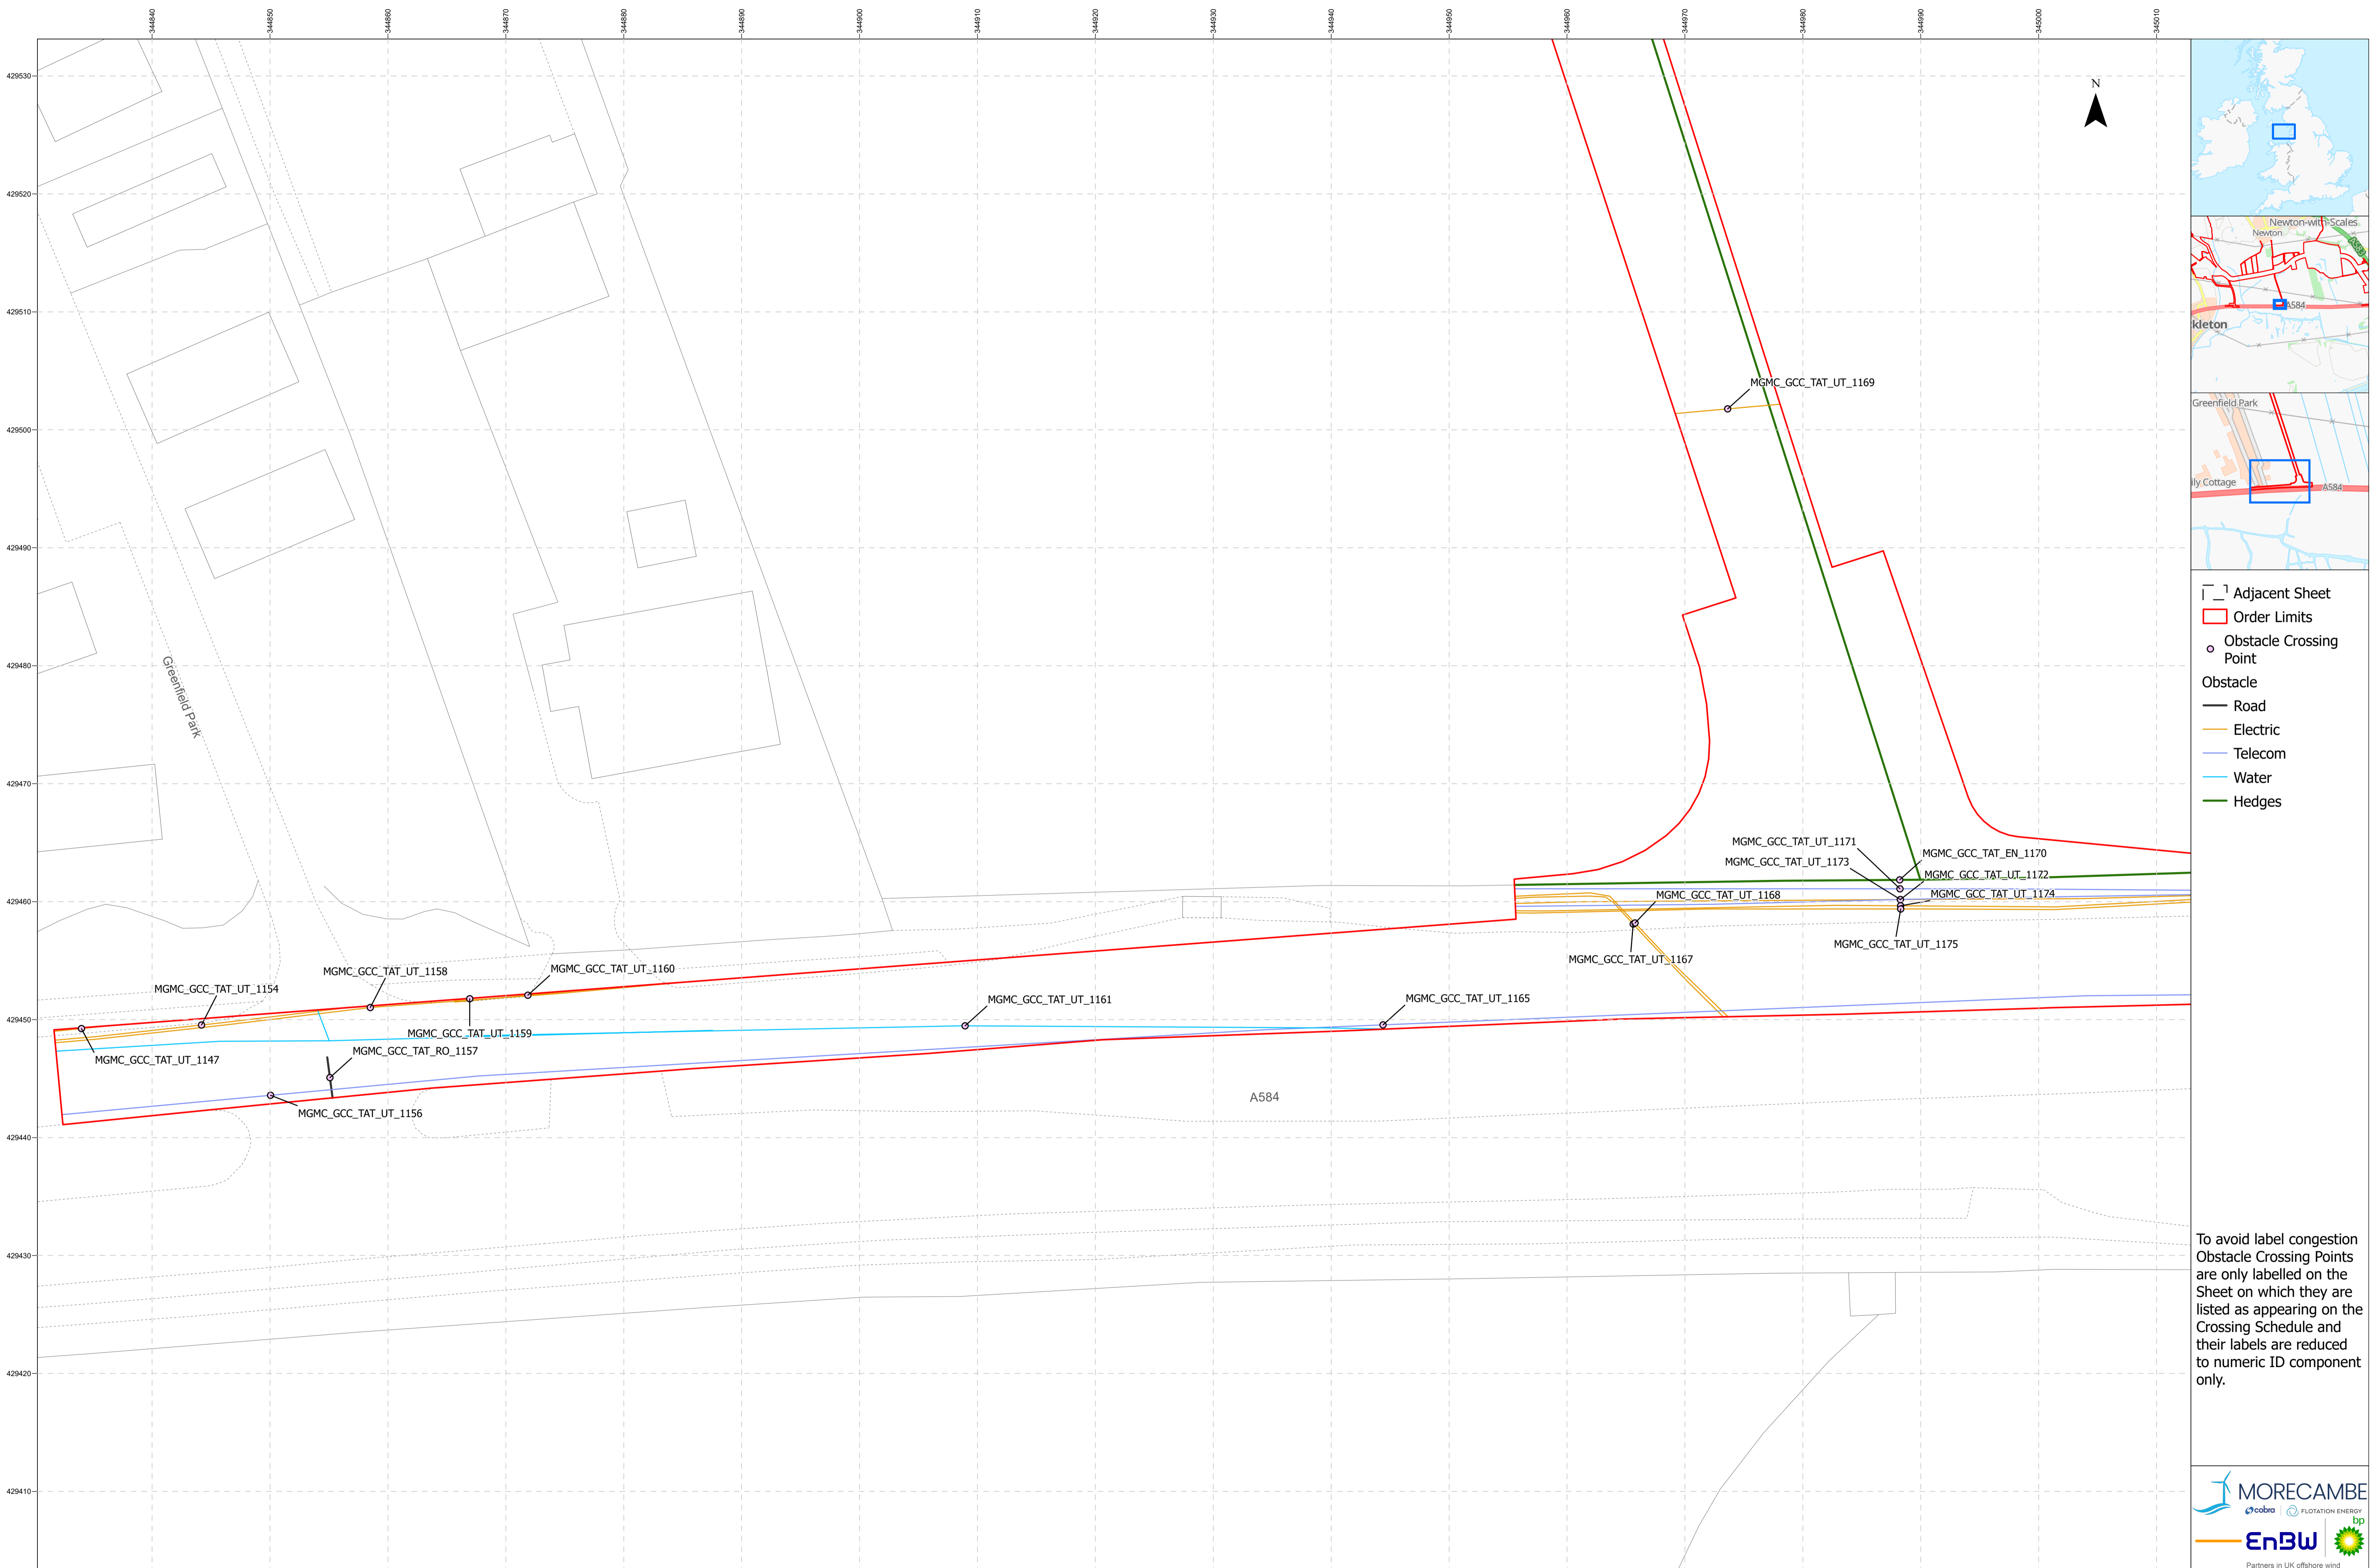 344840
344850
344860
344870
344880
344890
344900
344910
344920
344930
344940
344950
344960
344970
344980
344990
345000
345010
429530
429520
429510
429500
429490
429480
429470
429460
429450
429440
429430
429420
429410
N
MGMC_GCC_TAT_UT_1169
Greenfield Park
MGMC_GCC_TAT_UT_1171
MGMC_GCC_TAT_EN_1170
MGMC_GCC_TAT_UT_1173
MGMC_GCC_TAT_UT_1172
MGMC_GCC_TAT_UT_1168
MGMC_GCC_TAT_UT_1174
MGMC_GCC_TAT_UT_1175
MGMC_GCC_TAT_UT_1167
MGMC_GCC_TAT_UT_1158
MGMC_GCC_TAT_UT_1160
MGMC_GCC_TAT_UT_1154
MGMC_GCC_TAT_UT_1161
MGMC_GCC_TAT_UT_1165
MGMC_GCC_TAT_UT_1159
MGMC_GCC_TAT_RO_1157
MGMC_GCC_TAT_UT_1147
MGMC_GCC_TAT_UT_1156
A584
Newton-with-Scales
Newton
A583
A584
kleton
Greenfield Park
ily Cottage
A584
Adjacent Sheet
Order Limits
Obstacle Crossing
Point
Obstacle
Road
Electric
Telecom
Water
Hedges
To avoid label congestion
Obstacle Crossing Points
are only labelled on the
Sheet on which they are
listed as appearing on the
Crossing Schedule and
their labels are reduced
to numeric ID component
only.
MORECAMBE
cobra FLOTATION ENERGY
EnBW bp
Partners in UK offshore wind